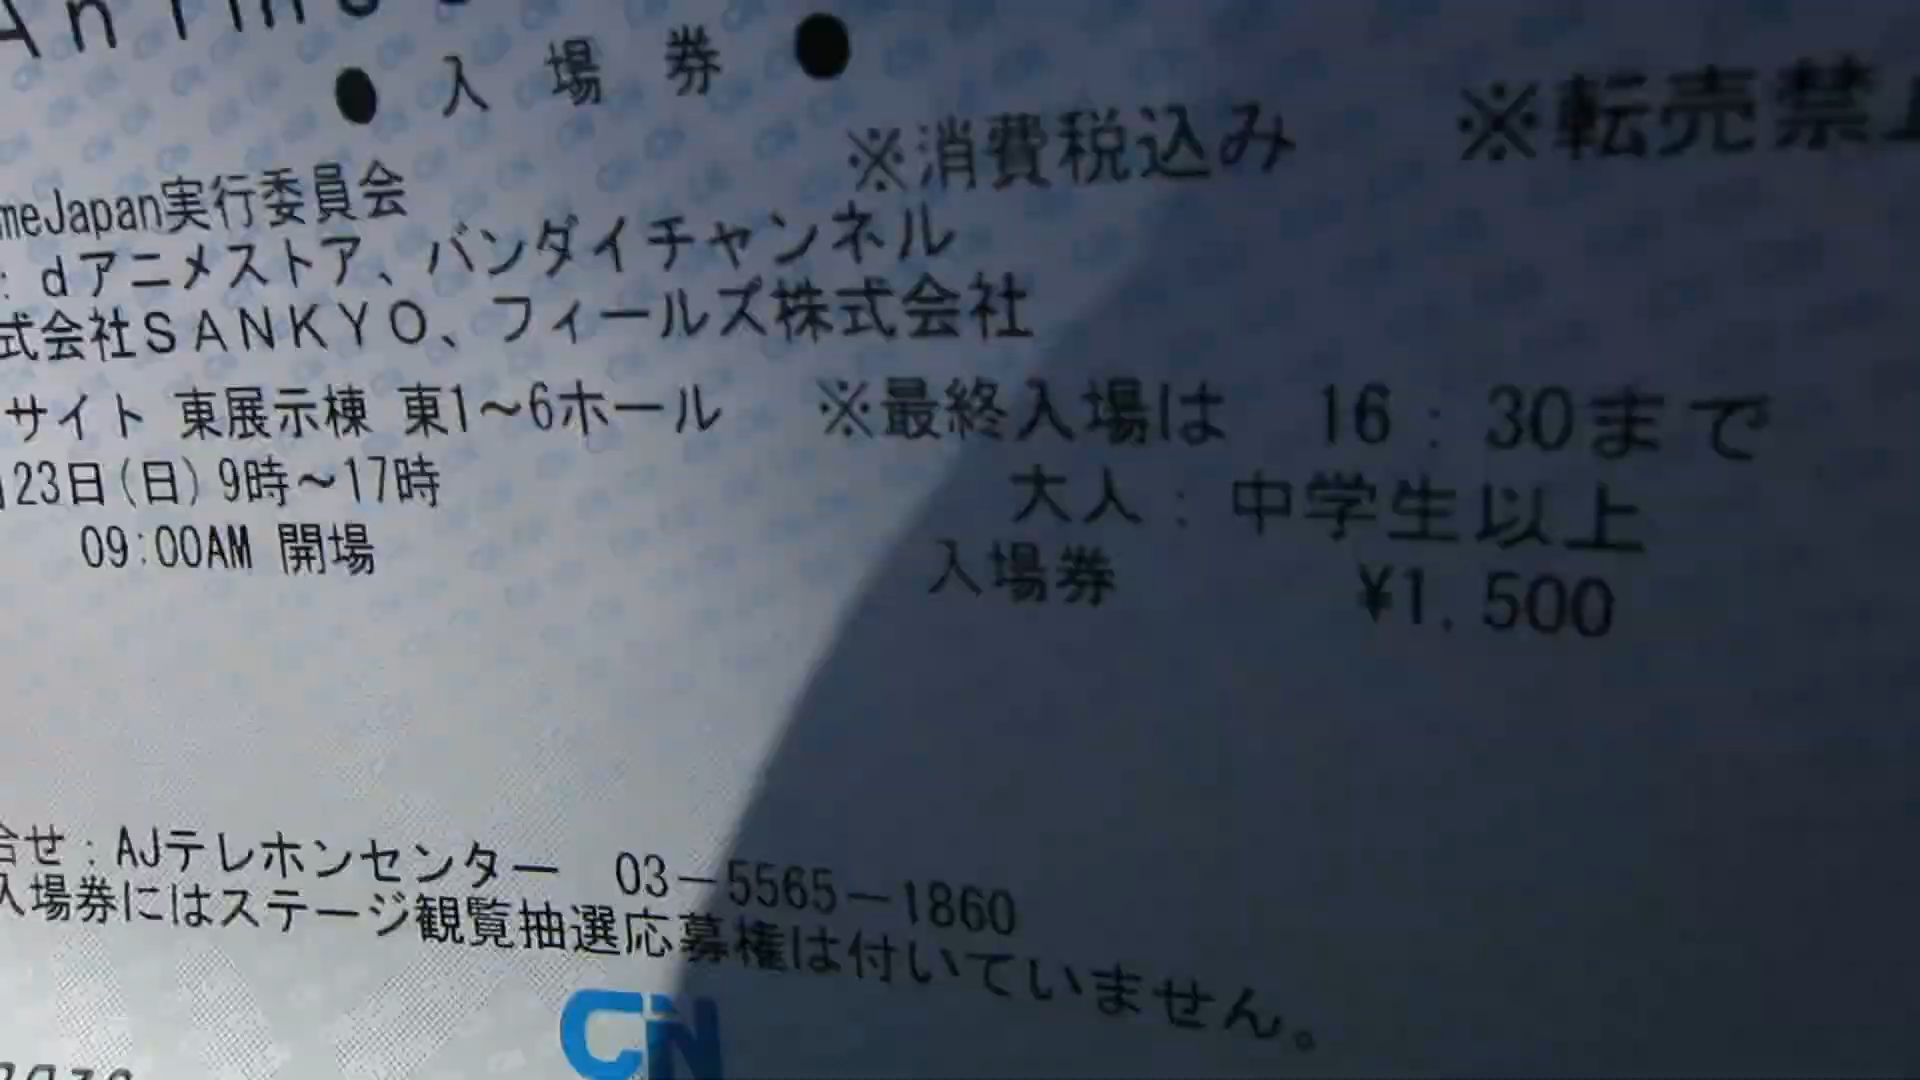 ●入場券●
※消費税込み ※転売禁
meJapan実行委員会
：dアニメストア、バンダイチャンネル
式会社SANKYO、フィールズ株式会社
サイト 東展示棟 東1～6ホール ※最終入場は 16：30まで
23日(日)9時～17時 大人：中学生以上
09:00AM 開場 入場券 ¥1,500
合せ：AJテレホンセンター 03－5565－1860
入場券にはステージ観覧抽選応募権は付いていません。
CN